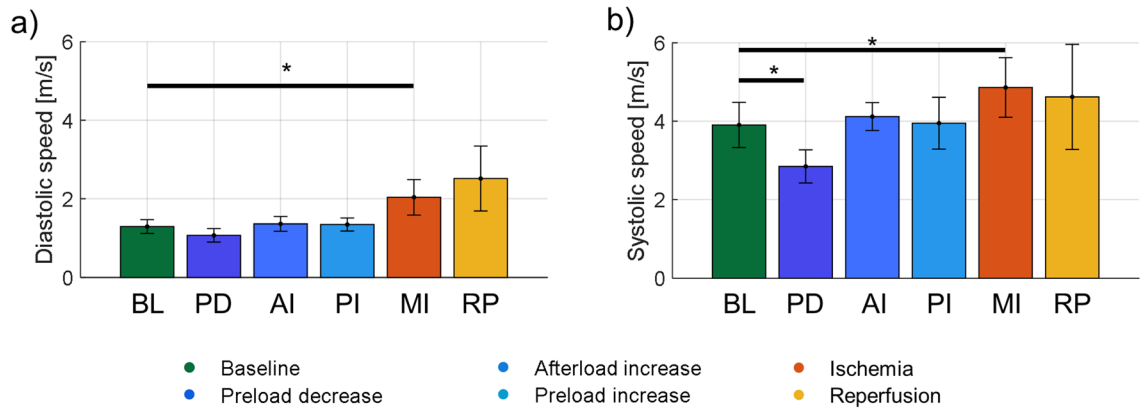 a)
Diastolic speed [m/s]
6
4
2
0
*
BL PD AI PI MI RP
b)
Systolic speed [m/s]
6
4
2
0
*
*
BL PD AI PI MI RP
Baseline Afterload increase Ischemia
Preload decrease Preload increase Reperfusion